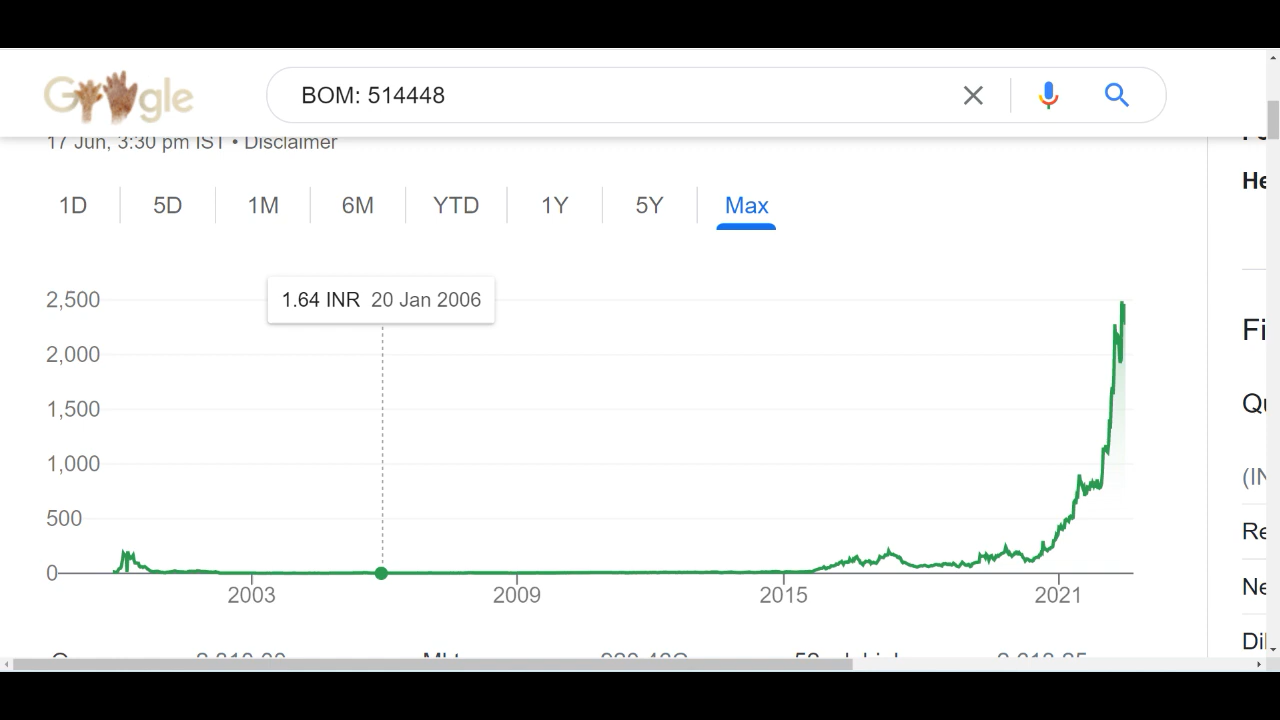 Google
BOM: 514448
17 Jun, 3:30 pm IST • Disclaimer
1D 5D 1M 6M YTD 1Y 5Y Max
He
1.64 INR 20 Jan 2006
2,500
Fi
2,000
1,500
Qu
1,000
(IN
500
Re
0
2003 2009 2015 2021
Ne
Dil